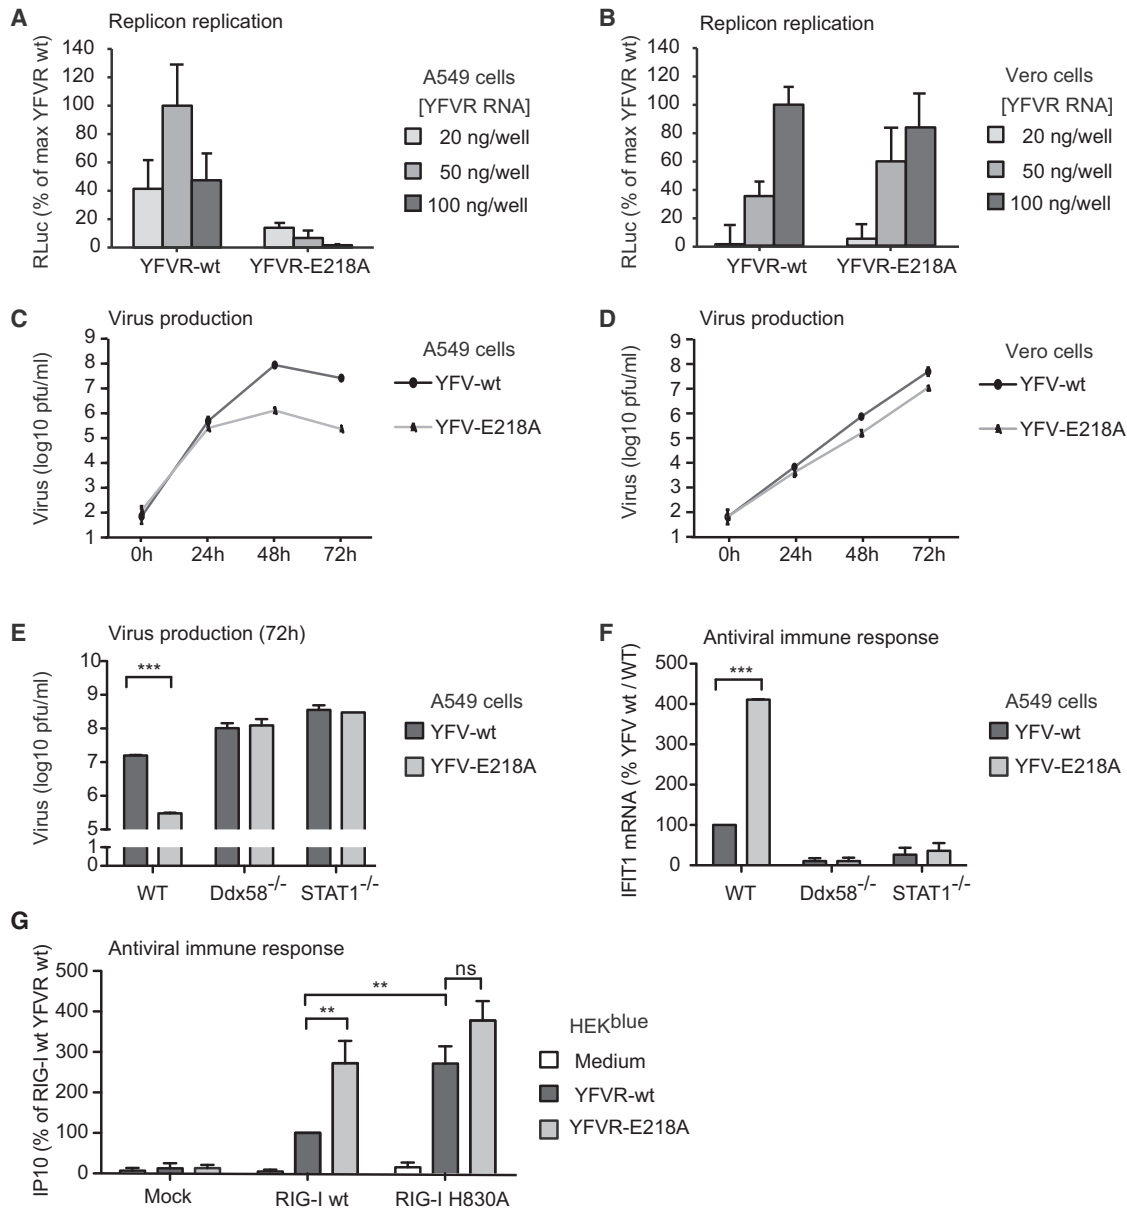 A
Replicon replication
RLuc (% of max YFVR wt)
140
120
100
80
60
40
20
0
YFVR-wt YFVR-E218A
A549 cells
[YFVR RNA]
20 ng/well
50 ng/well
100 ng/well
B
Replicon replication
RLuc (% of max YFVR wt)
140
120
100
80
60
40
20
0
YFVR-wt YFVR-E218A
Vero cells
[YFVR RNA]
20 ng/well
50 ng/well
100 ng/well
C
Virus production
Virus (log10 pfu/ml)
9
8
7
6
5
4
3
2
1
0h 24h 48h 72h
A549 cells
YFV-wt
YFV-E218A
D
Virus production
Virus (log10 pfu/ml)
9
8
7
6
5
4
3
2
1
0h 24h 48h 72h
Vero cells
YFV-wt
YFV-E218A
E
Virus production (72h)
Virus (log10 pfu/ml)
10
9
8
7
6
5
1
0
***
WT Ddx58-/- STAT1-/-
A549 cells
YFV-wt
YFV-E218A
F
Antiviral immune response
IFIT1 mRNA (% YFV wt / WT)
500
400
300
200
100
0
***
WT Ddx58-/- STAT1-/-
A549 cells
YFV-wt
YFV-E218A
G
Antiviral immune response
IP10 (% of RIG-I wt YFVR wt)
500
400
300
200
100
0
**
**
ns
Mock RIG-I wt RIG-I H830A
HEKblue
Medium
YFVR-wt
YFVR-E218A